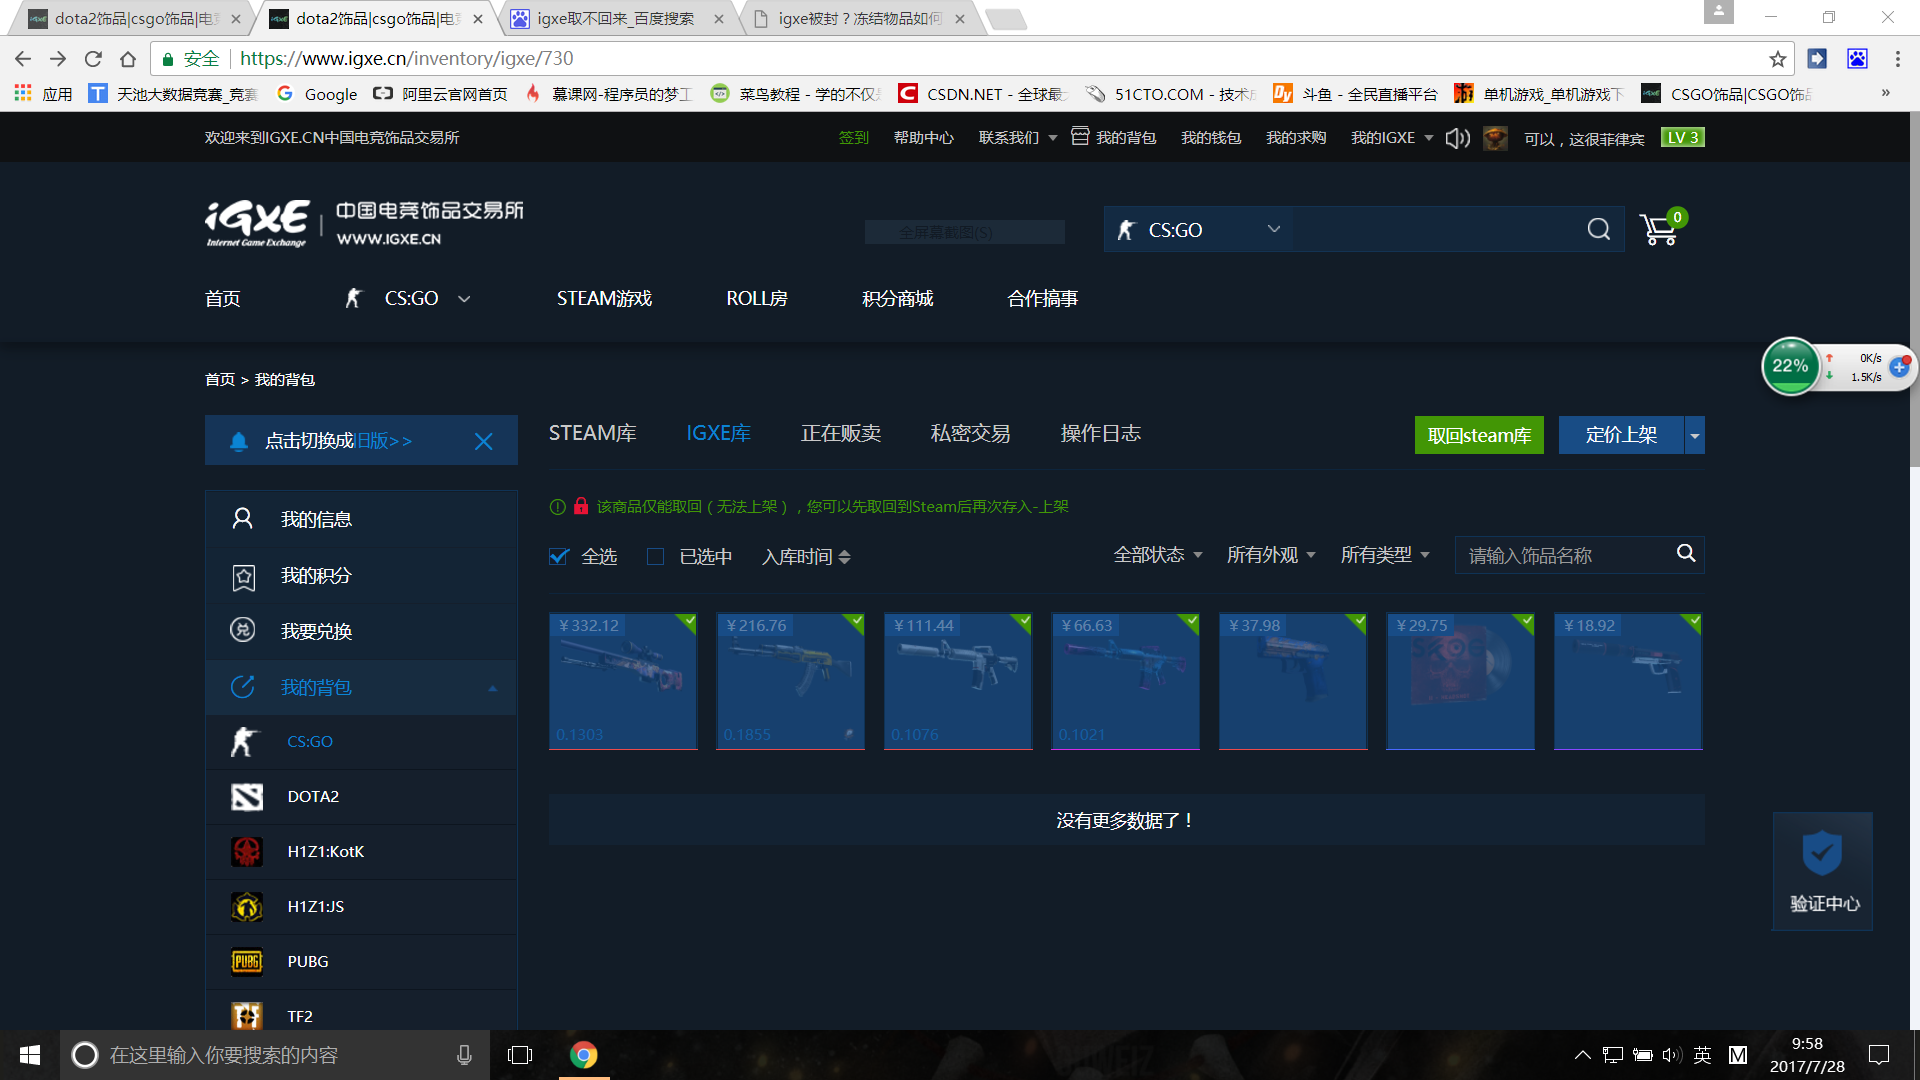 dota2饰品|csgo饰品|电竞
dota2饰品|csgo饰品|电竞
igxe取不回来_百度搜索
igxe被封？冻结物品如何
安全
https://www.igxe.cn/inventory/igxe/730
应用
天池大数据竞赛_竞赛
Google
阿里云官网首页
慕课网-程序员的梦工
菜鸟教程 - 学的不仅
CSDN.NET - 全球最
51CTO.COM - 技术
斗鱼 - 全民直播平台
单机游戏_单机游戏下
CSGO饰品|CSGO饰品
»
欢迎来到IGXE.CN中国电竞饰品交易所
签到
帮助中心
联系我们
我的背包
我的钱包
我的求购
我的IGXE
可以，这很菲律宾
LV 3
iGXE
Internet Game Exchange
中国电竞饰品交易所
WWW.IGXE.CN
全屏幕截图(S)
CS:GO
0
首页
CS:GO
STEAM游戏
ROLL房
积分商城
合作搞事
22%
0K/s
1.5K/s
首页 > 我的背包
点击切换成旧版>>
STEAM库
IGXE库
正在贩卖
私密交易
操作日志
取回steam库
定价上架
该商品仅能取回（无法上架），您可以先取回到Steam后再次存入-上架
全选
已选中
入库时间
全部状态
所有外观
所有类型
请输入饰品名称
我的信息
我的积分
我要兑换
我的背包
CS:GO
DOTA2
H1Z1:KotK
H1Z1:JS
PUBG
TF2
￥332.12
￥216.76
￥111.44
￥66.63
￥37.98
￥29.75
￥18.92
0.1303
0.1855
0.1076
0.1021
没有更多数据了！
验证中心
在这里输入你要搜索的内容
英
M
9:58
2017/7/28